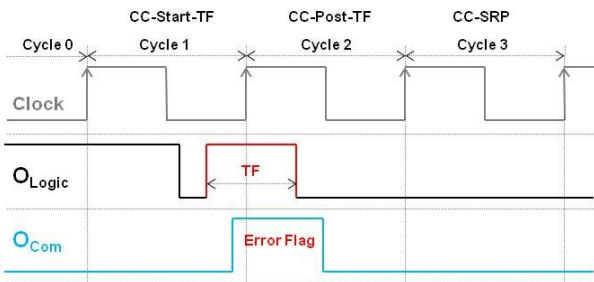 CC-Start-TF CC-Post-TF CC-SRP
Cycle 0 Cycle 1 Cycle 2 Cycle 3
Clock
TF
OLogic
Error Flag
OCom